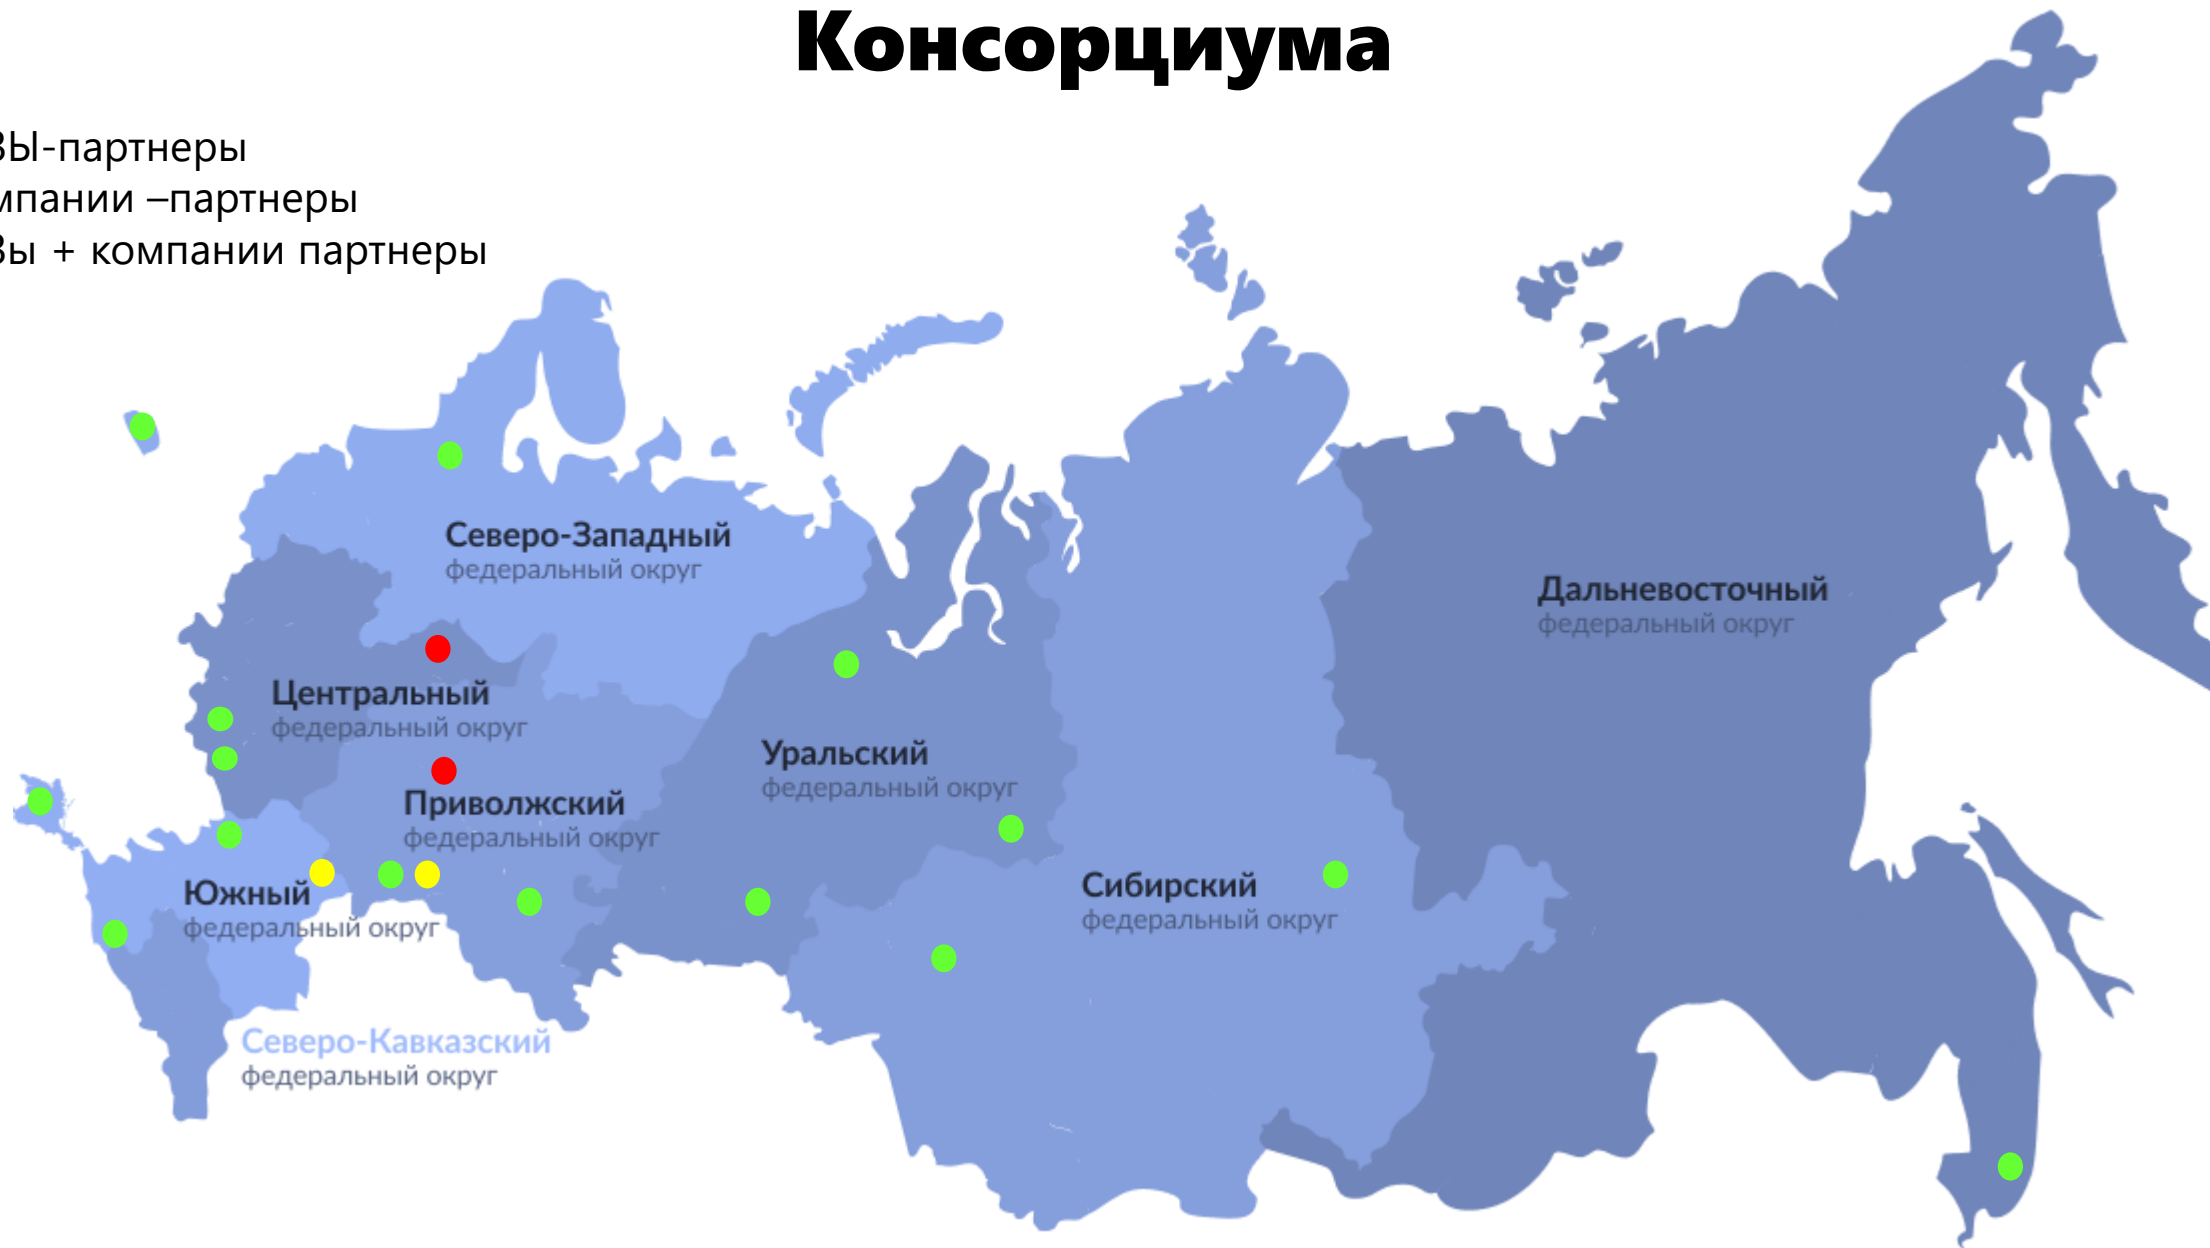 Консорциума
ВЫ-партнеры
мпании –партнеры
Вы + компании партнеры
Северо-Западный
федеральный округ
Дальневосточный
федеральный округ
Центральный
федеральный округ
Уральский
федеральный округ
Приволжский
федеральный округ
Сибирский
федеральный округ
Южный
федеральный округ
Северо-Кавказский
федеральный округ